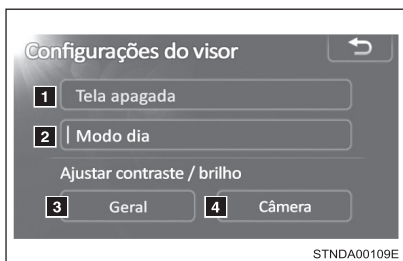 Configurações do visor
1 Tela apagada
2 Modo dia
Ajustar contraste / brilho
3 Geral 4 Câmera
STNDA00109E